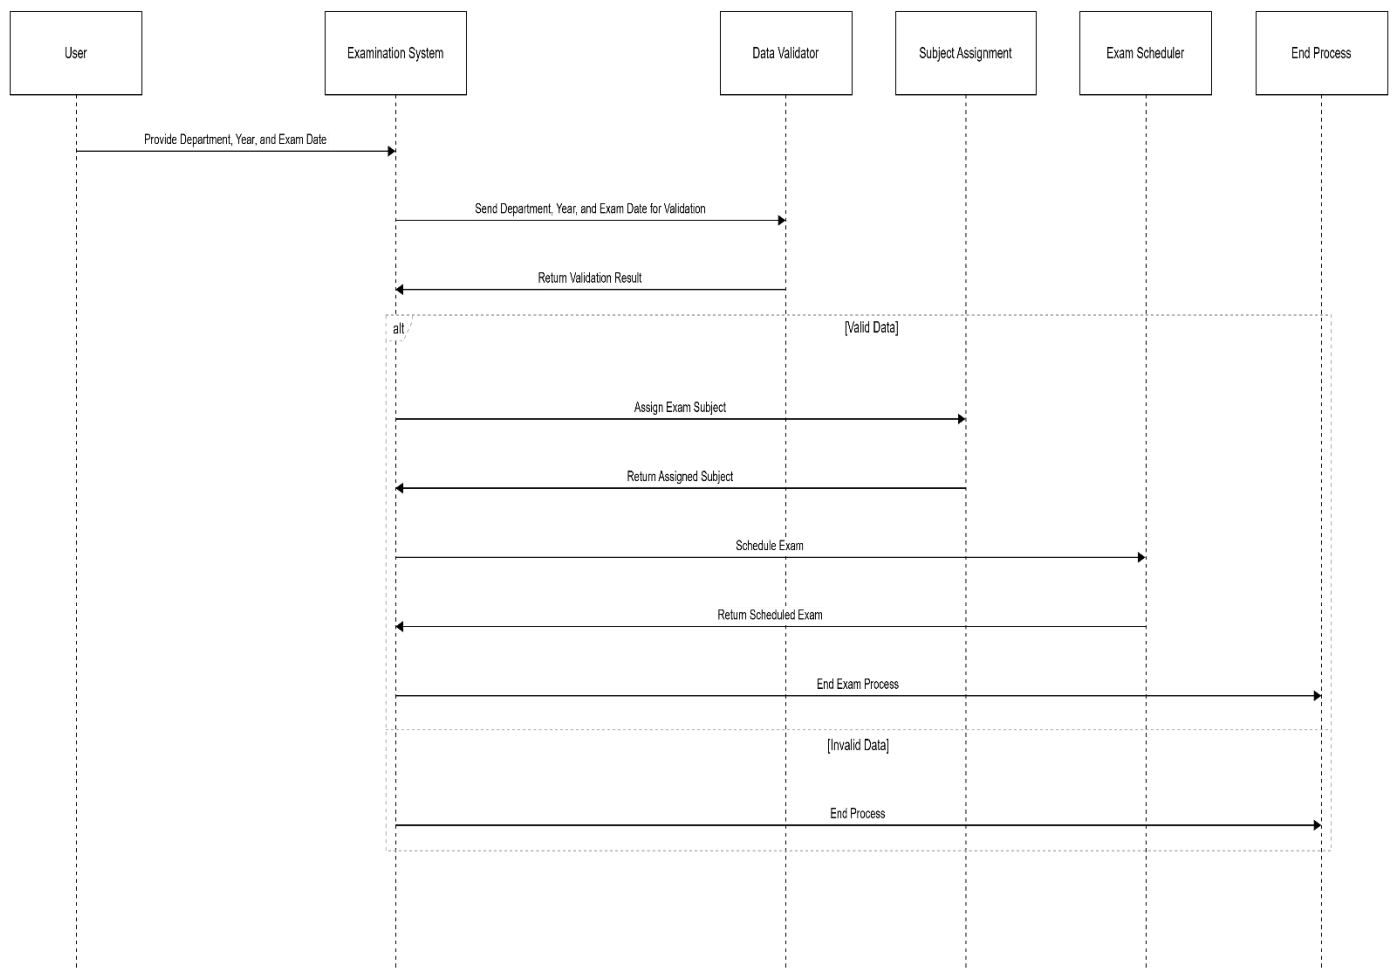 User
Examination System
Data Validator
Subject Assignment
Exam Scheduler
End Process
Provide Department, Year, and Exam Date
Send Department, Year, and Exam Date for Validation
Return Validation Result
alt
[Valid Data]
Assign Exam Subject
Return Assigned Subject
Schedule Exam
Return Scheduled Exam
End Exam Process
[Invalid Data]
End Process